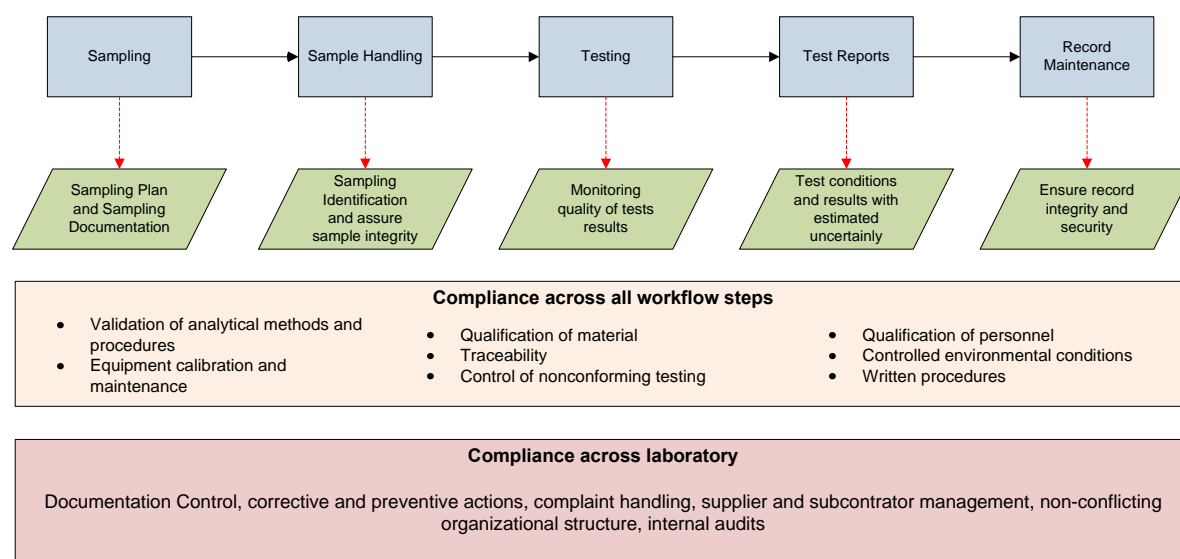 Sampling
Sample Handling
Testing
Test Reports
Record
Maintenance
Sampling Plan
and Sampling
Documentation
Sampling
Identification
and assure
sample integrity
Monitoring
quality of tests
results
Test conditions
and results with
estimated
uncertainly
Ensure record
integrity and
security
Compliance across all workflow steps
• Validation of analytical methods and
procedures
• Equipment calibration and
maintenance
• Qualification of material
• Traceability
• Control of nonconforming testing
• Qualification of personnel
• Controlled environmental conditions
• Written procedures
Compliance across laboratory
Documentation Control, corrective and preventive actions, complaint handling, supplier and subcontrator management, non-conflicting
organizational structure, internal audits